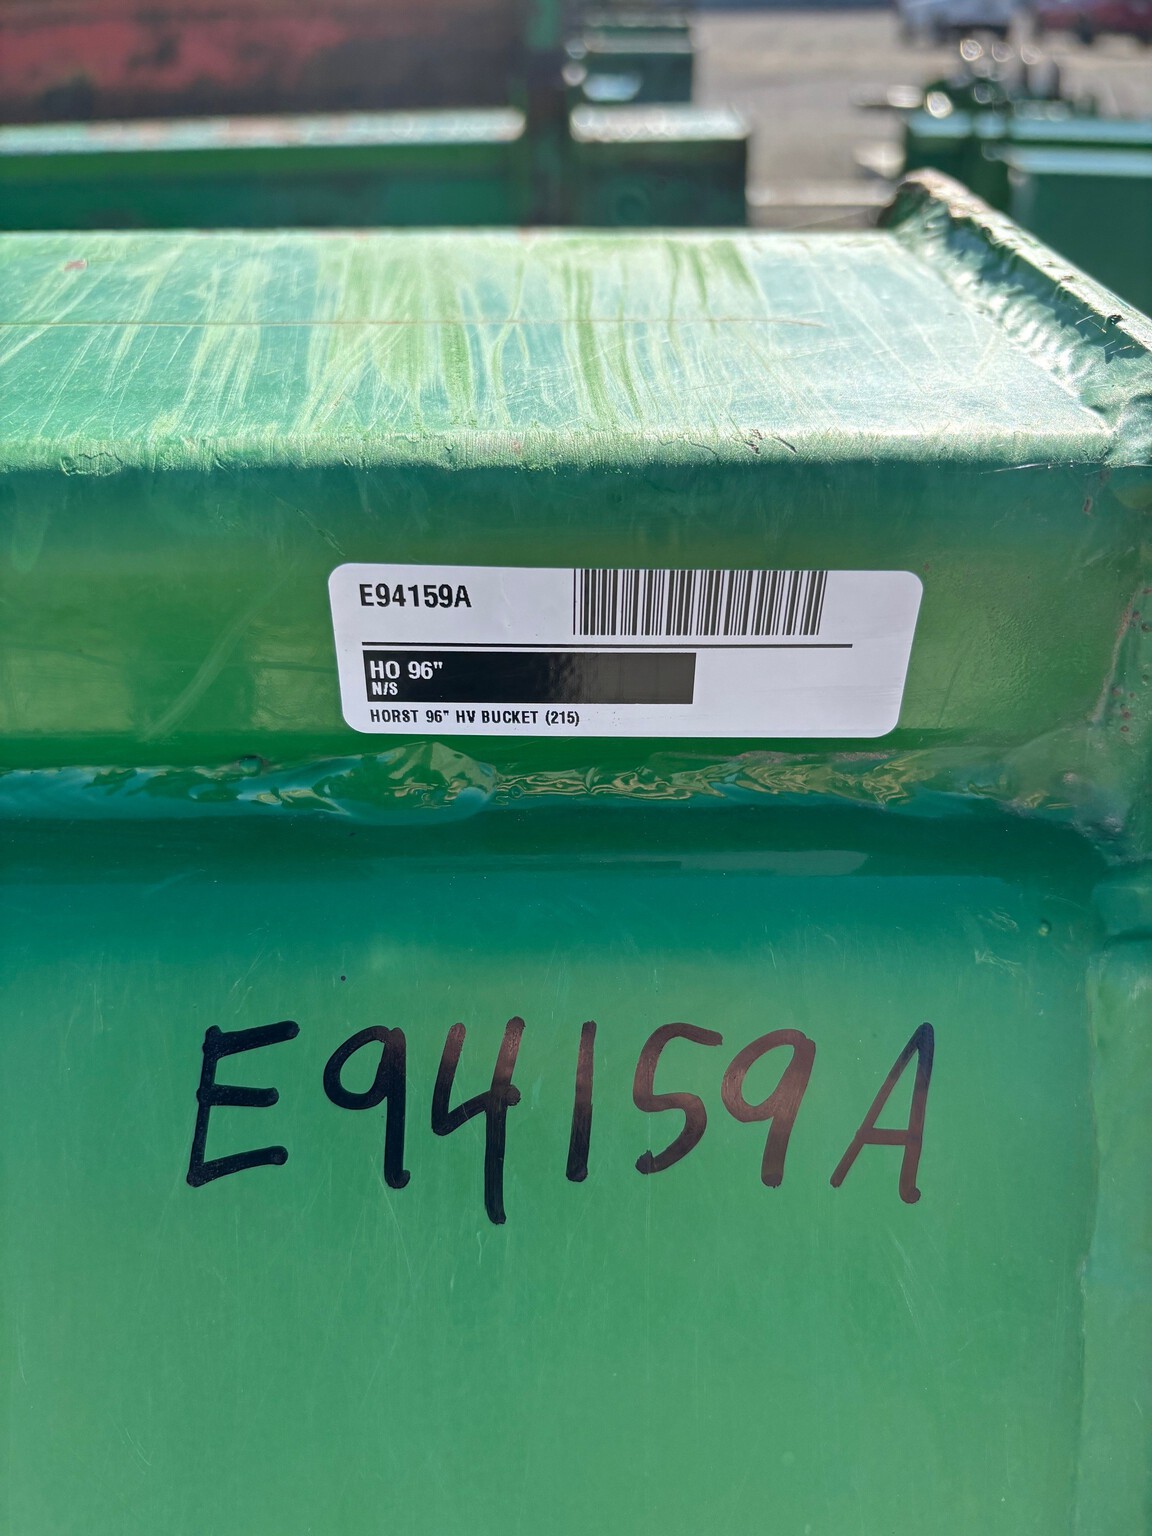 E94159A
HO 96"
N/S
HORST 96" HV BUCKET (215)
E94159A